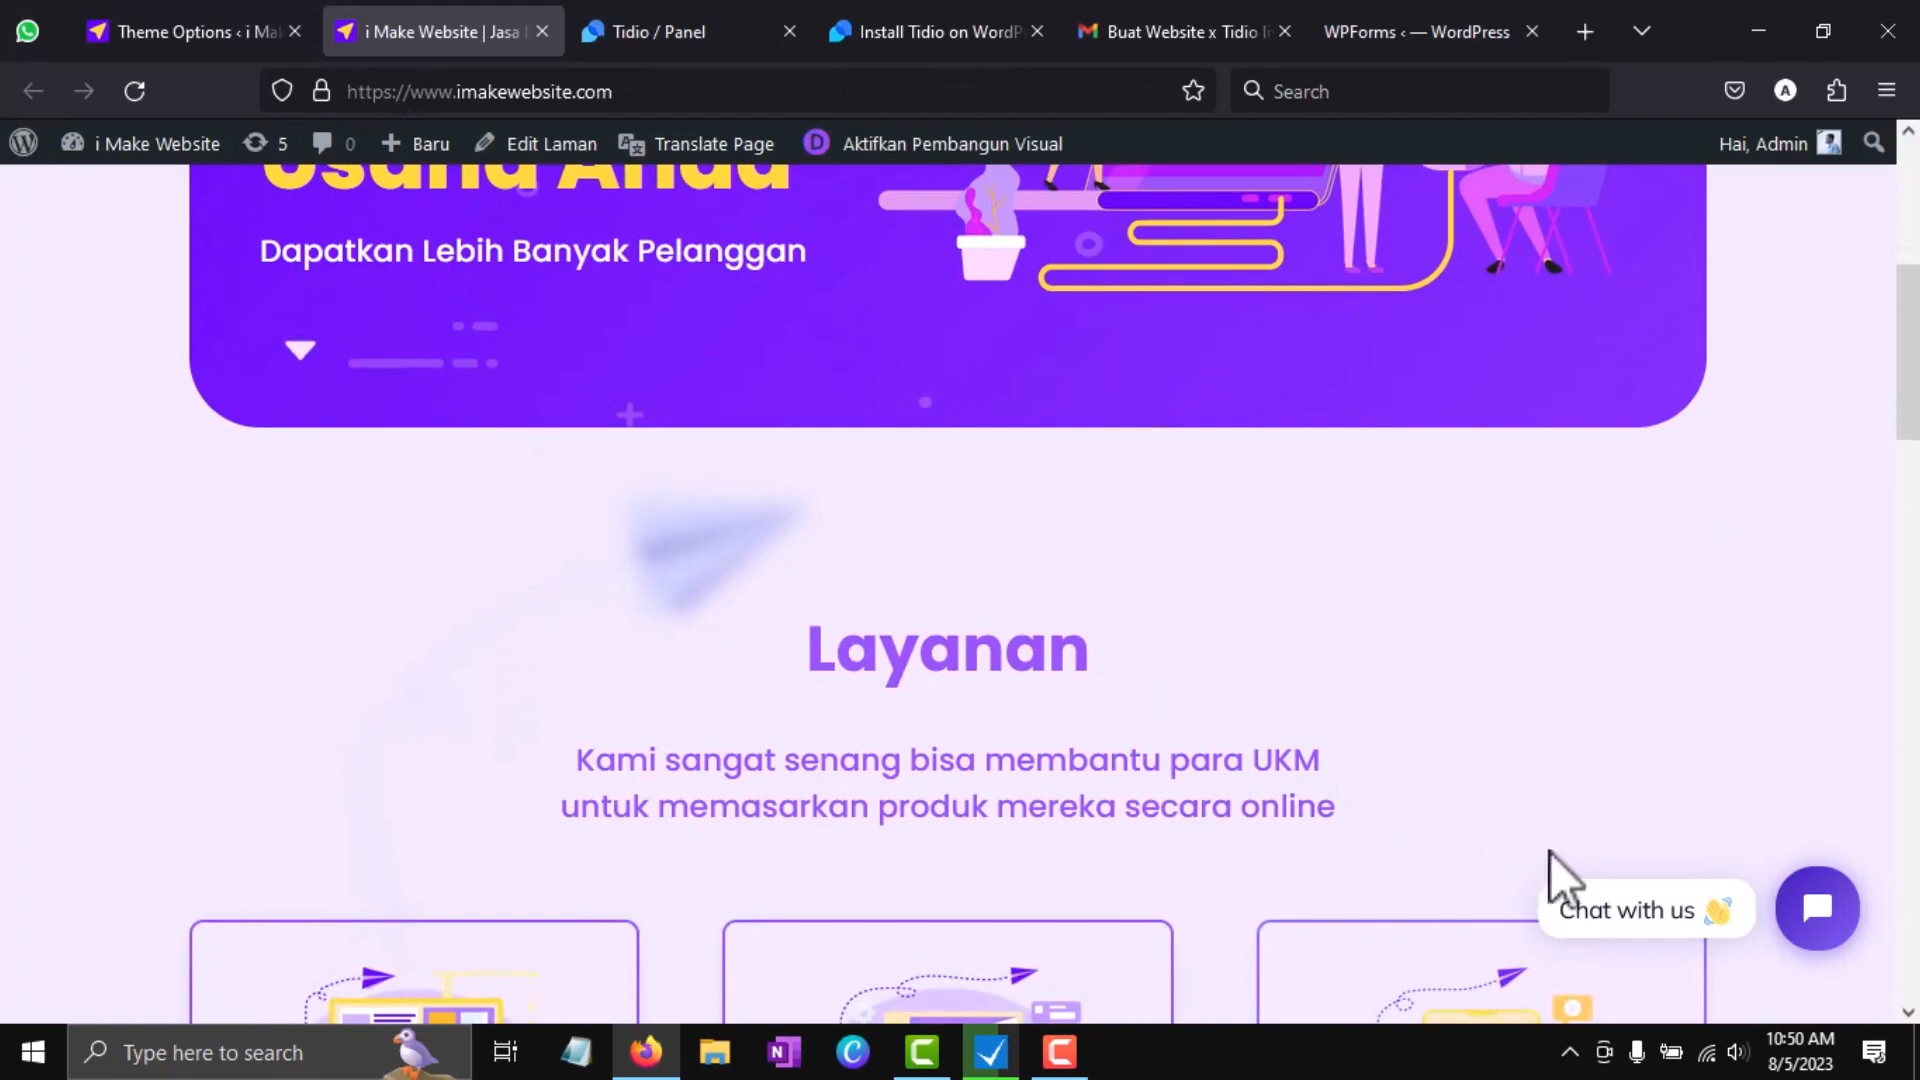 Theme Options ‹ i Mal
i Make Website | Jasa
Tidio / Panel
Install Tidio on WordP
Buat Website x Tidio
WPForms ‹ — WordPress
https://www.imakewebsite.com
Search
A
i Make Website
5
0
Baru
Edit Laman
Translate Page
D
Aktifkan Pembangun Visual
Hai, Admin
Usaha Anda
Dapatkan Lebih Banyak Pelanggan
Layanan
Kami sangat senang bisa membantu para UKM
untuk memasarkan produk mereka secara online
Chat with us 👋
Type here to search
10:50 AM
8/5/2023